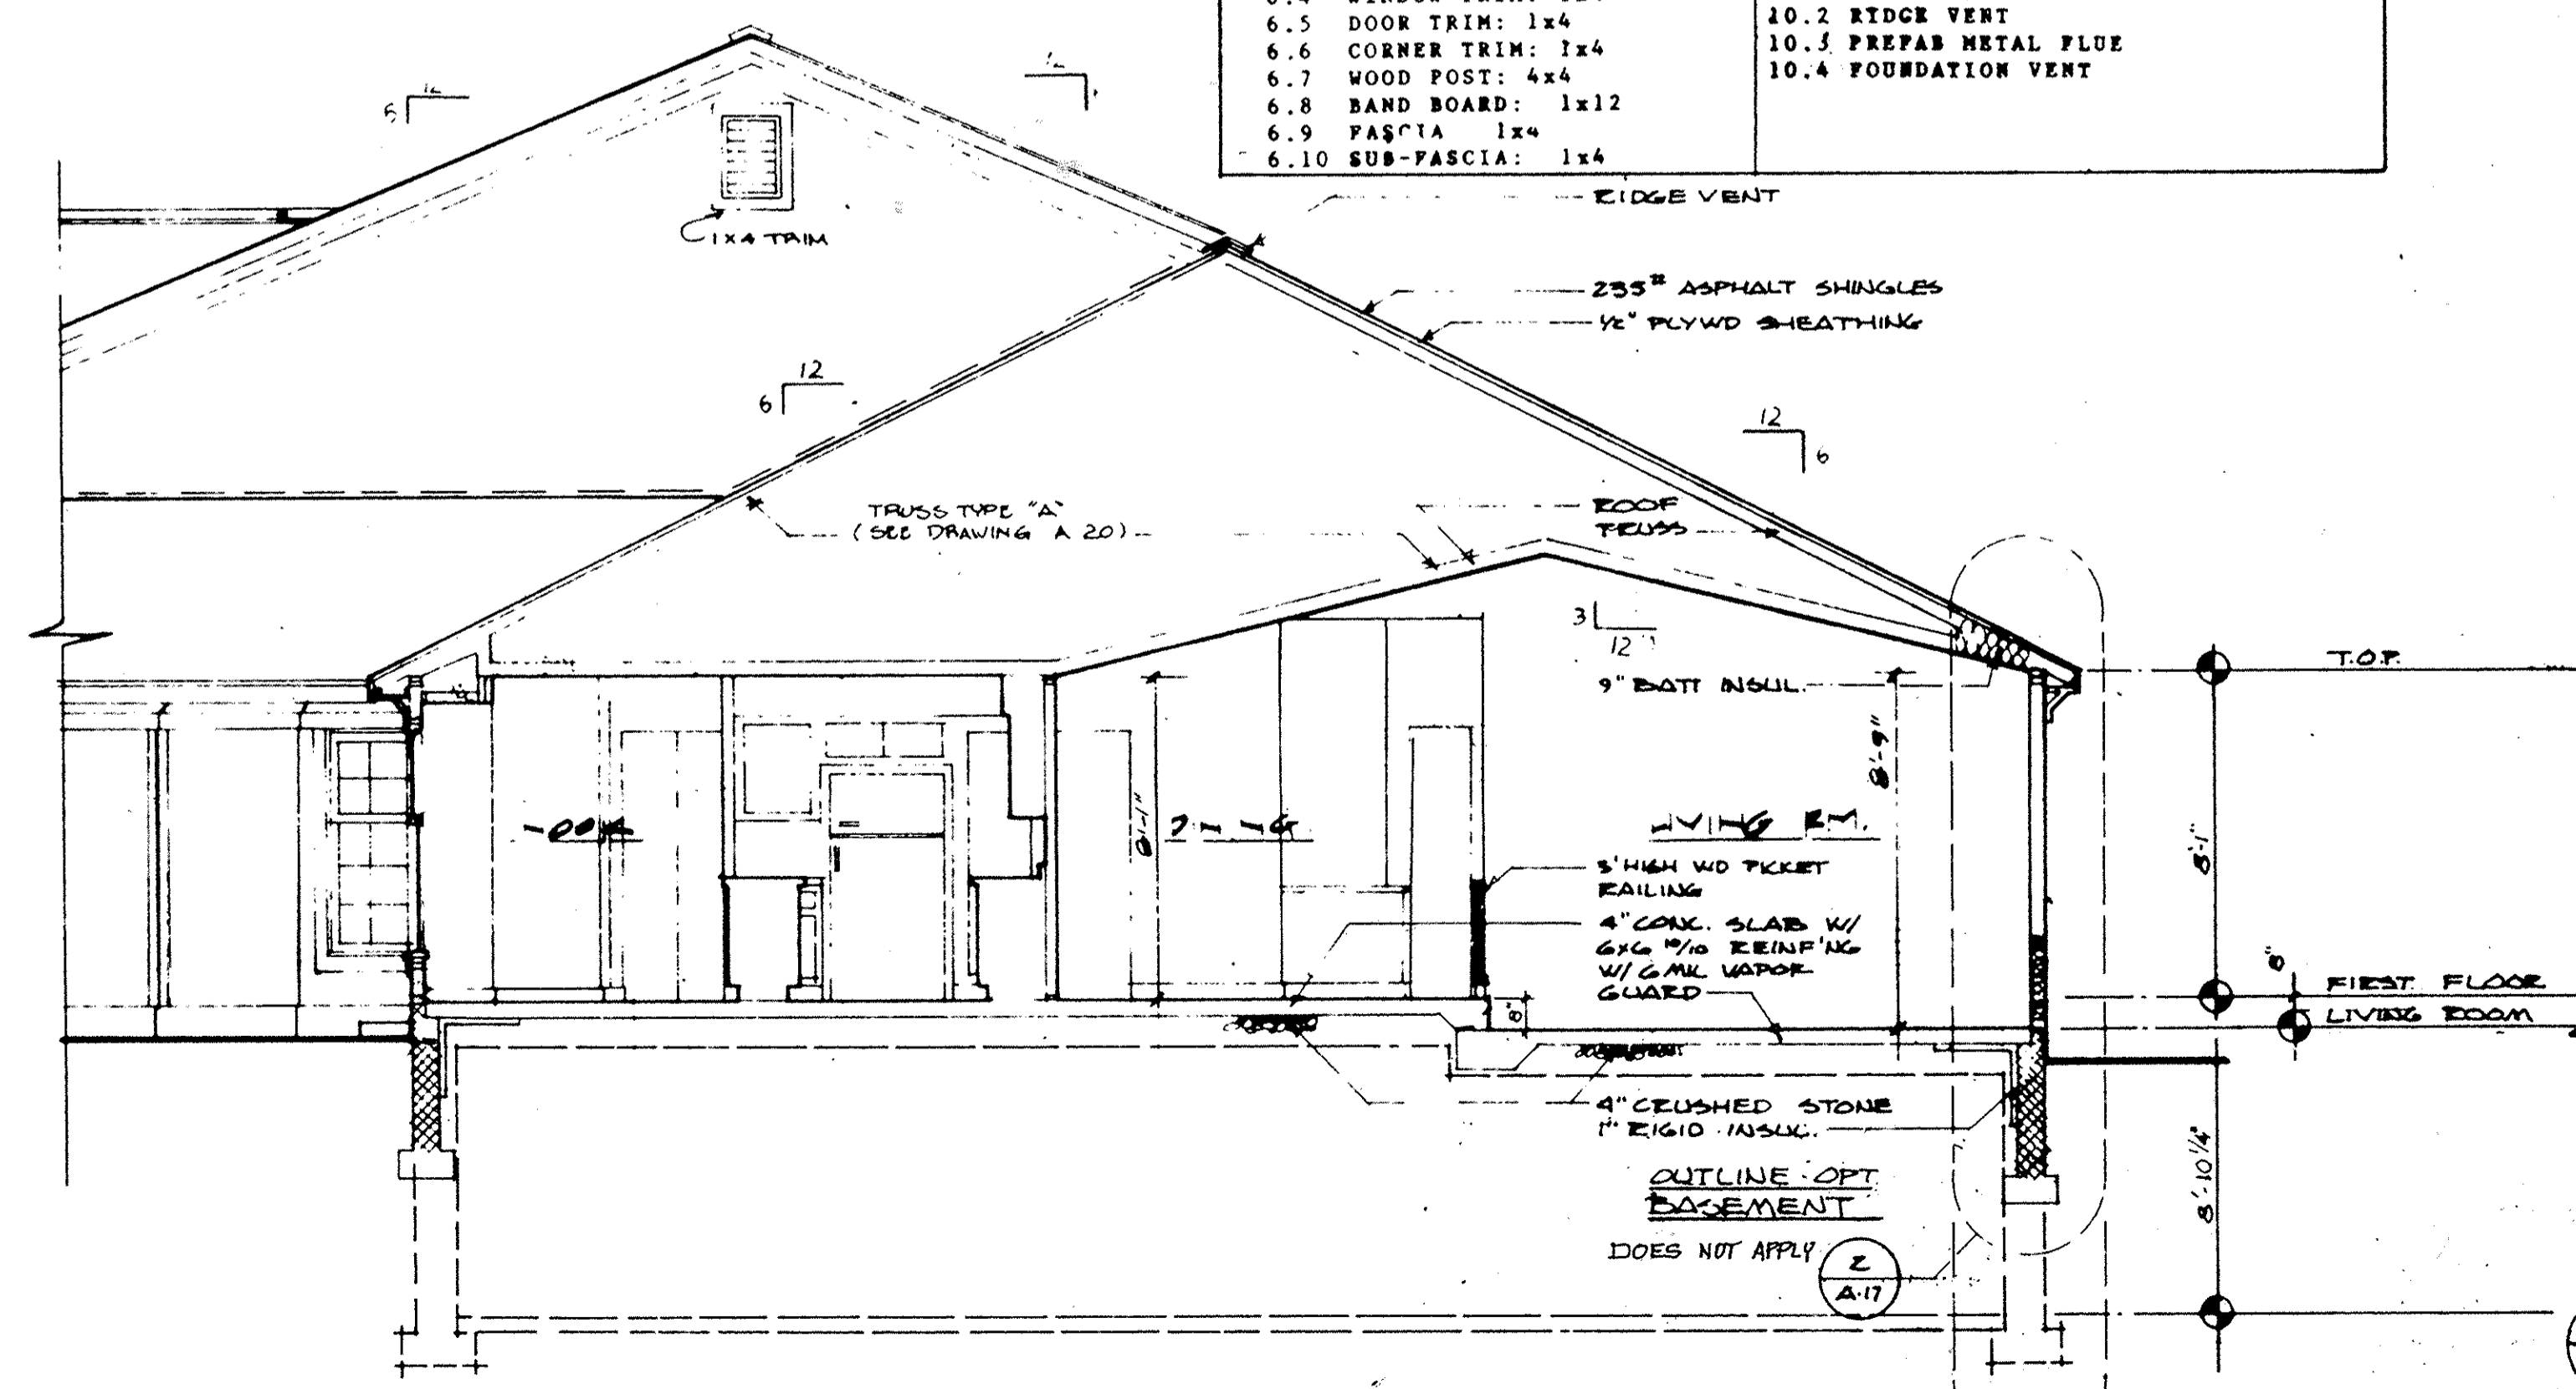 6.5 DOOR TRIM: 1x4
6.6 CORNER TRIM: 1x4
6.7 WOOD POST: 4x4
6.8 BAND BOARD: 1x12
6.9 FASCIA 1x4
6.10 SUB-FASCIA: 1x4
10.2 RIDGE VENT
10.3 PREFAB METAL FLUE
10.4 FOUNDATION VENT
12
6
12
RIDGE VENT
1X4 TRIM
235# ASPHALT SHINGLES
1/2" PLYWD SHEATHING
12
6
12
6
TRUSS TYPE "A"
(SEE DRAWING A 20)
ROOF
TRUSS
3
12
9" BATT INSUL.
T.O.P.
8'-9"
8'-1"
8'-1"
LIVING RM.
3' HIGH WD PICKET
RAILING
4" CONC. SLAB W/
6x6 10/10 REINF'NG
W/ 6 MIL VAPOR
GUARD
8"
8"
FIRST FLOOR
LIVING ROOM
4" CRUSHED STONE
1" RIGID INSUL.
OUTLINE OPT
BASEMENT
DOES NOT APPLY
2
A-17
8'-10 1/4"